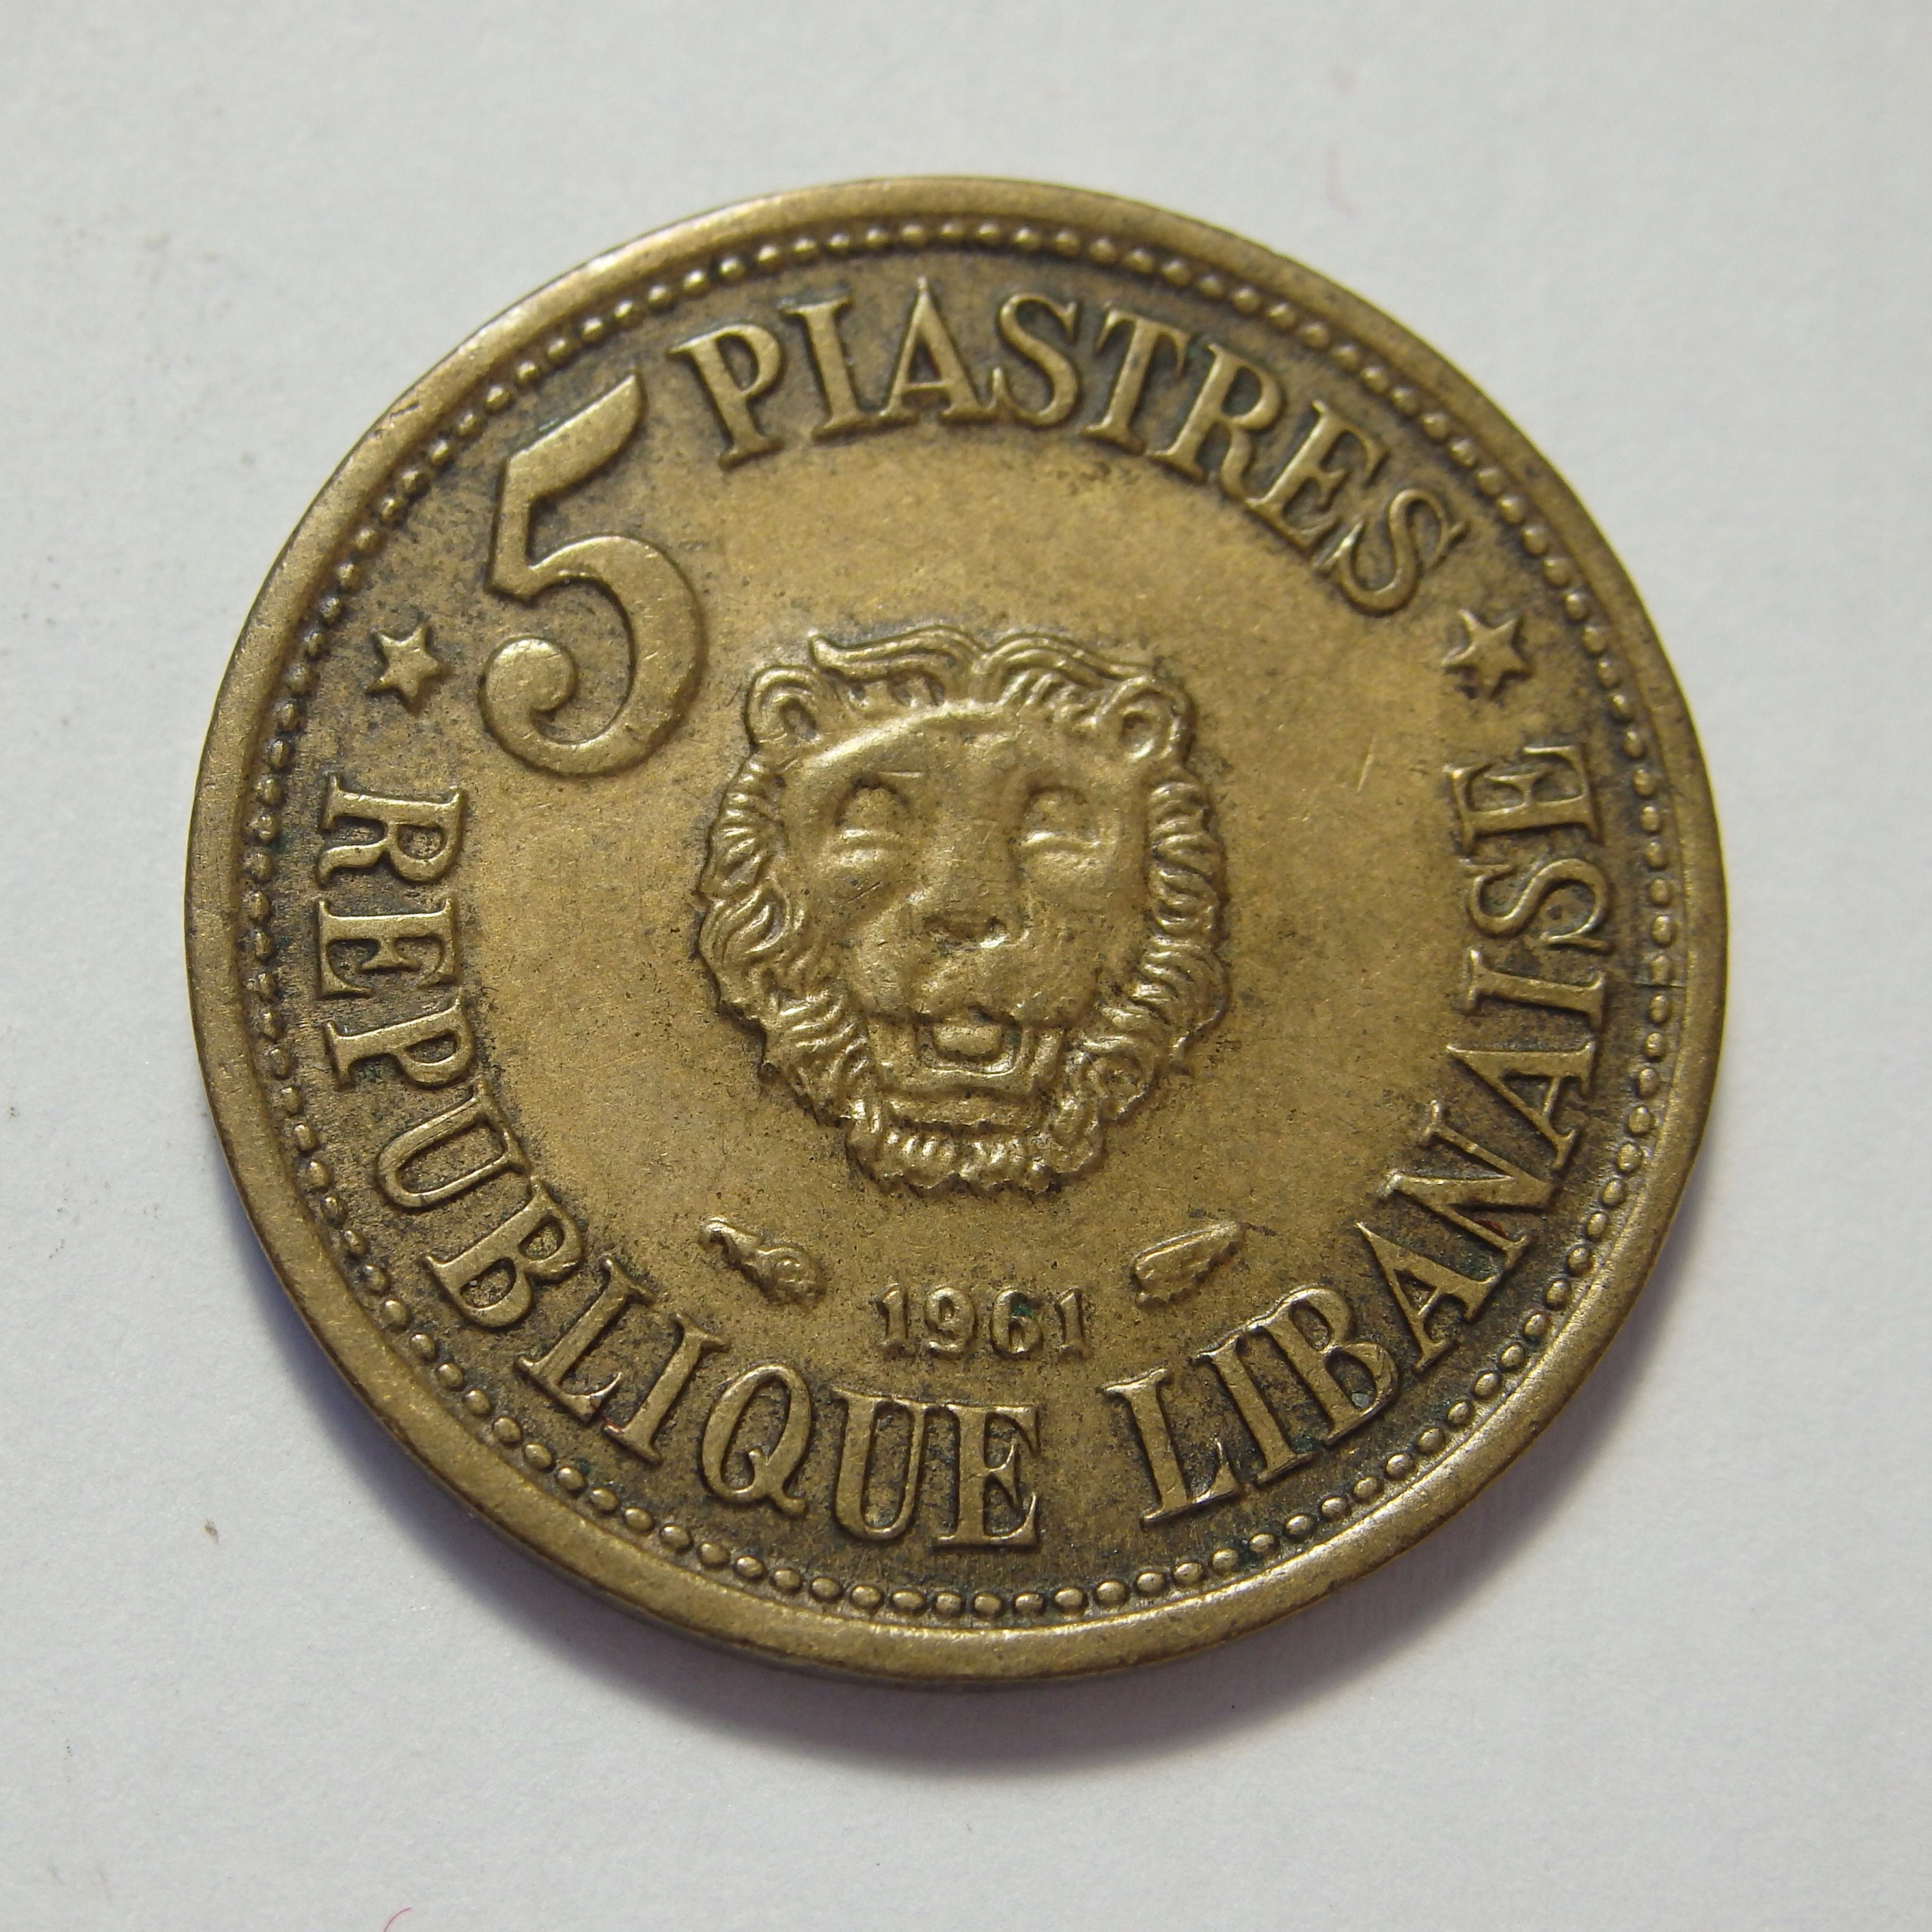 5 PIASTRES
1961
REPUBLIQUE LIBANAISE